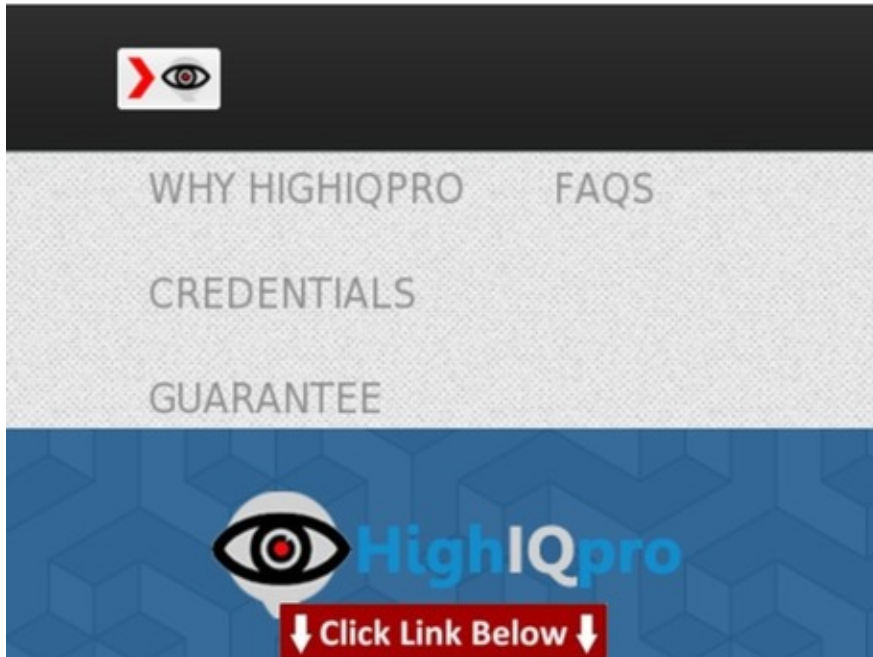 WHY HIGHIQPRO FAQS
CREDENTIALS
GUARANTEE
HighIQpro
Click Link Below